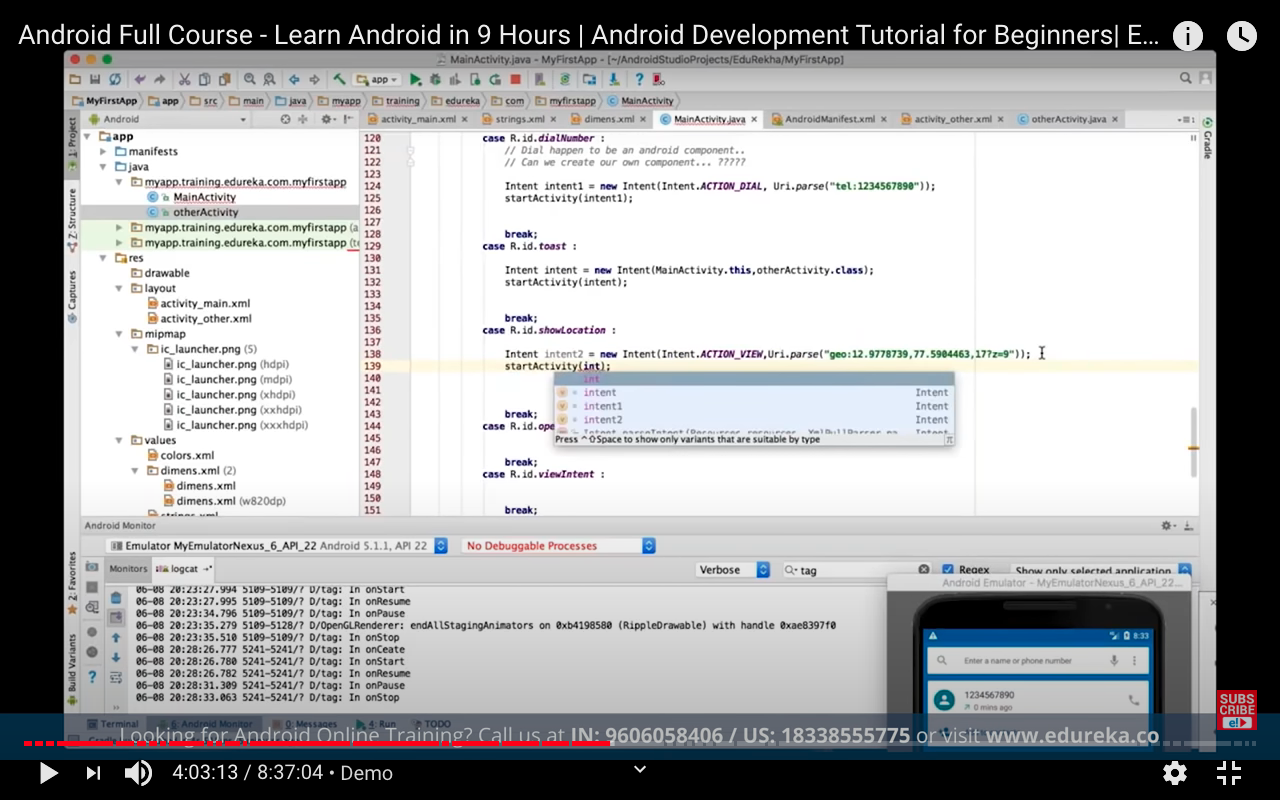 Android Full Course - Learn Android in 9 Hours | Android Development Tutorial for Beginners| E...
MainActivity.java - MyFirstApp - [~/AndroidStudioProjects/EduRekha/MyFirstApp]
app
MyFirstApp app src main java myapp training edureka com myfirstapp MainActivity
Android
activity_main.xml strings.xml dimens.xml MainActivity.java AndroidManifest.xml activity_other.xml otherActivity.java
1: Project
Z: Structure
Captures
2: Favorites
Build Variants
Gradle
app
manifests
java
myapp.training.edureka.com.myfirstapp
MainActivity
otherActivity
myapp.training.edureka.com.myfirstapp (a
myapp.training.edureka.com.myfirstapp (te
res
drawable
layout
activity_main.xml
activity_other.xml
mipmap
ic_launcher.png (5)
ic_launcher.png (hdpi)
ic_launcher.png (mdpi)
ic_launcher.png (xhdpi)
ic_launcher.png (xxhdpi)
ic_launcher.png (xxxhdpi)
values
colors.xml
dimens.xml (2)
dimens.xml
dimens.xml (w820dp)
strings.xml
120 case R.id.dialNumber :
121 // Dial happen to be an android component..
122 // Can we create our own component... ?????
123
124 Intent intent1 = new Intent(Intent.ACTION_DIAL, Uri.parse("tel:1234567890"));
125 startActivity(intent1);
126
127
128 break;
129 case R.id.toast :
130
131 Intent intent = new Intent(MainActivity.this,otherActivity.class);
132 startActivity(intent);
133
134
135 break;
136 case R.id.showLocation :
137
138 Intent intent2 = new Intent(Intent.ACTION_VIEW,Uri.parse("geo:12.9778739,77.5904463,17?z=9"));
139 startActivity(int);
140
141
142
143 break;
144 case R.id.ope
145
146
147 break;
148 case R.id.viewIntent :
149
150
151 break;
int
intent Intent
intent1 Intent
intent2 Intent
Press ^⇧Space to show only variants that are suitable by type
Android Monitor
Emulator MyEmulatorNexus_6_API_22 Android 5.1.1, API 22 No Debuggable Processes
Monitors logcat Verbose tag Regex Show only selected application
06-08 20:23:27.994 5109-5109/? D/tag: In onStart
06-08 20:23:27.995 5109-5109/? D/tag: In onResume
06-08 20:23:34.796 5109-5109/? D/tag: In onPause
06-08 20:23:35.279 5109-5128/? D/OpenGLRenderer: endAllStagingAnimators on 0xb4198580 (RippleDrawable) with handle 0xae8397f0
06-08 20:23:35.510 5109-5109/? D/tag: In onStop
06-08 20:28:26.777 5241-5241/? D/tag: In onCeate
06-08 20:28:26.780 5241-5241/? D/tag: In onStart
06-08 20:28:26.782 5241-5241/? D/tag: In onResume
06-08 20:28:31.309 5241-5241/? D/tag: In onPause
06-08 20:28:33.063 5241-5241/? D/tag: In onStop
Android Emulator - MyEmulatorNexus_6_API_22...
8:33
Enter a name or phone number
1234567890
0 mins ago
Terminal 6: Android Monitor 0: Messages 4: Run TODO
SUBS
CRIBE
e!
ooking for Android Online Training? Call us at IN: 9606058406 / US: 18338555775 or visit www.edureka.co
4:03:13 / 8:37:04 • Demo